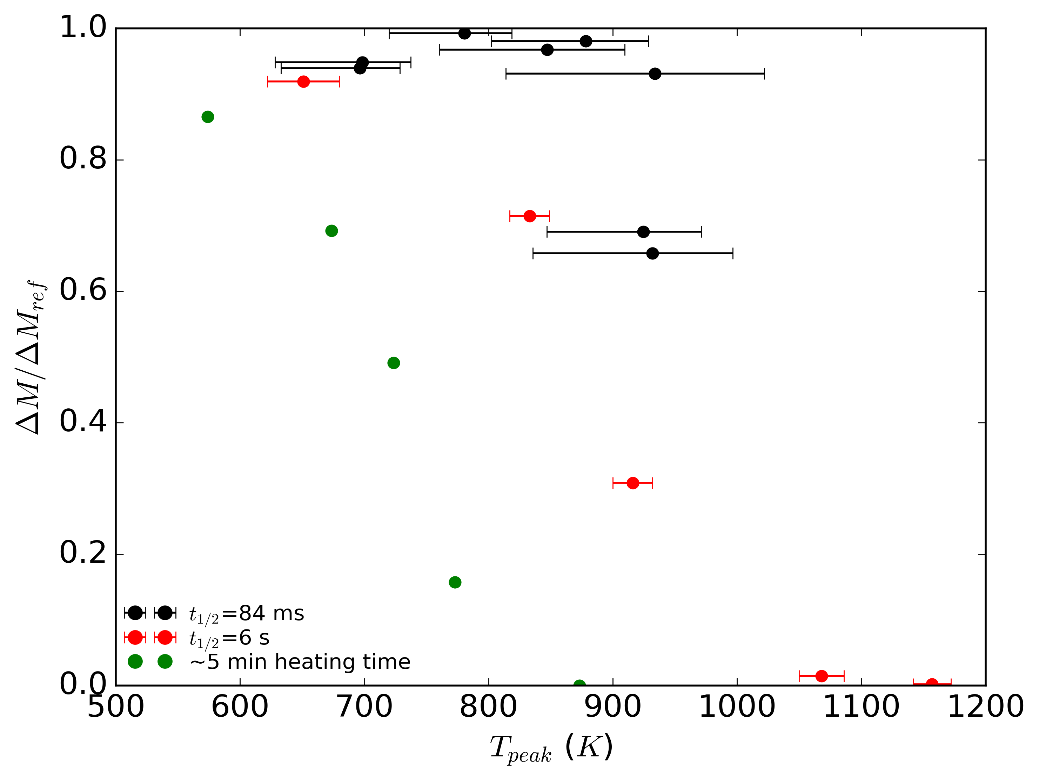 1.0
0.8
0.6
0.4
0.2
0.0
ΔM/ΔM_ref
t_1/2=84 ms
t_1/2=6 s
~5 min heating time
500 600 700 800 900 1000 1100 1200
T_peak (K)